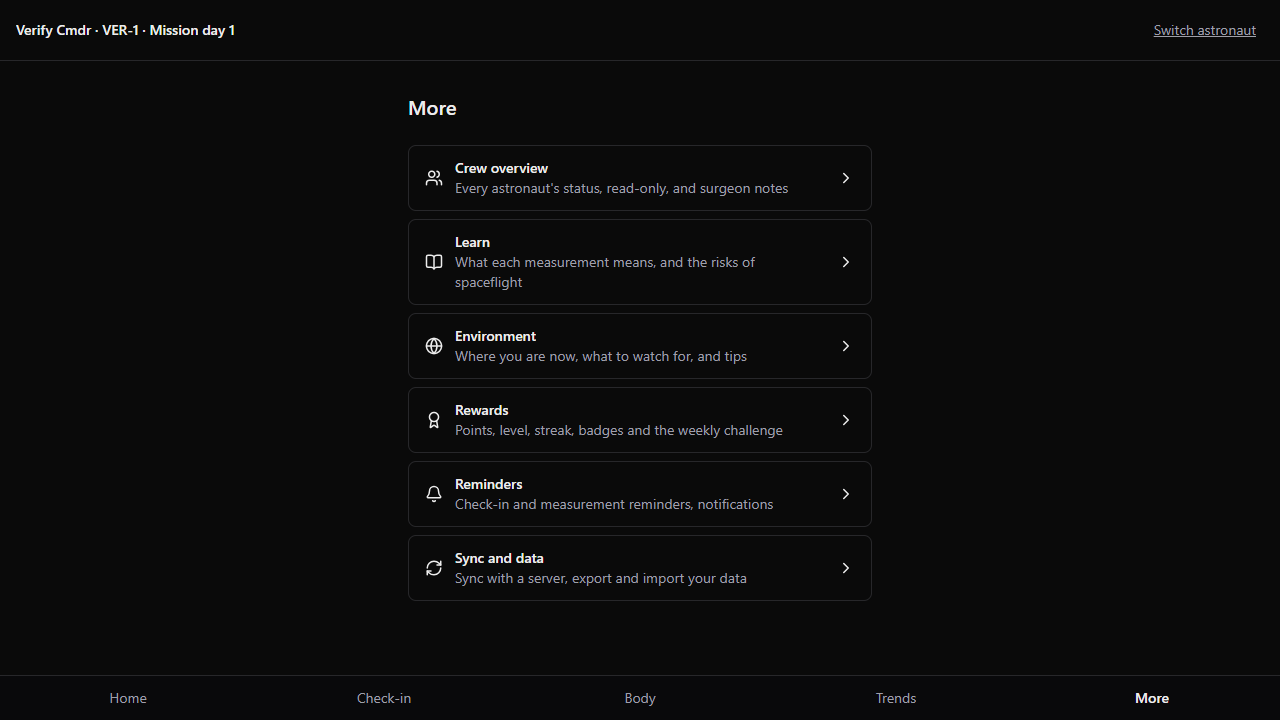 Verify Cmdr · VER-1 · Mission day 1
Switch astronaut
More
Crew overview
Every astronaut's status, read-only, and surgeon notes
Learn
What each measurement means, and the risks of
spaceflight
Environment
Where you are now, what to watch for, and tips
Rewards
Points, level, streak, badges and the weekly challenge
Reminders
Check-in and measurement reminders, notifications
Sync and data
Sync with a server, export and import your data
Home
Check-in
Body
Trends
More